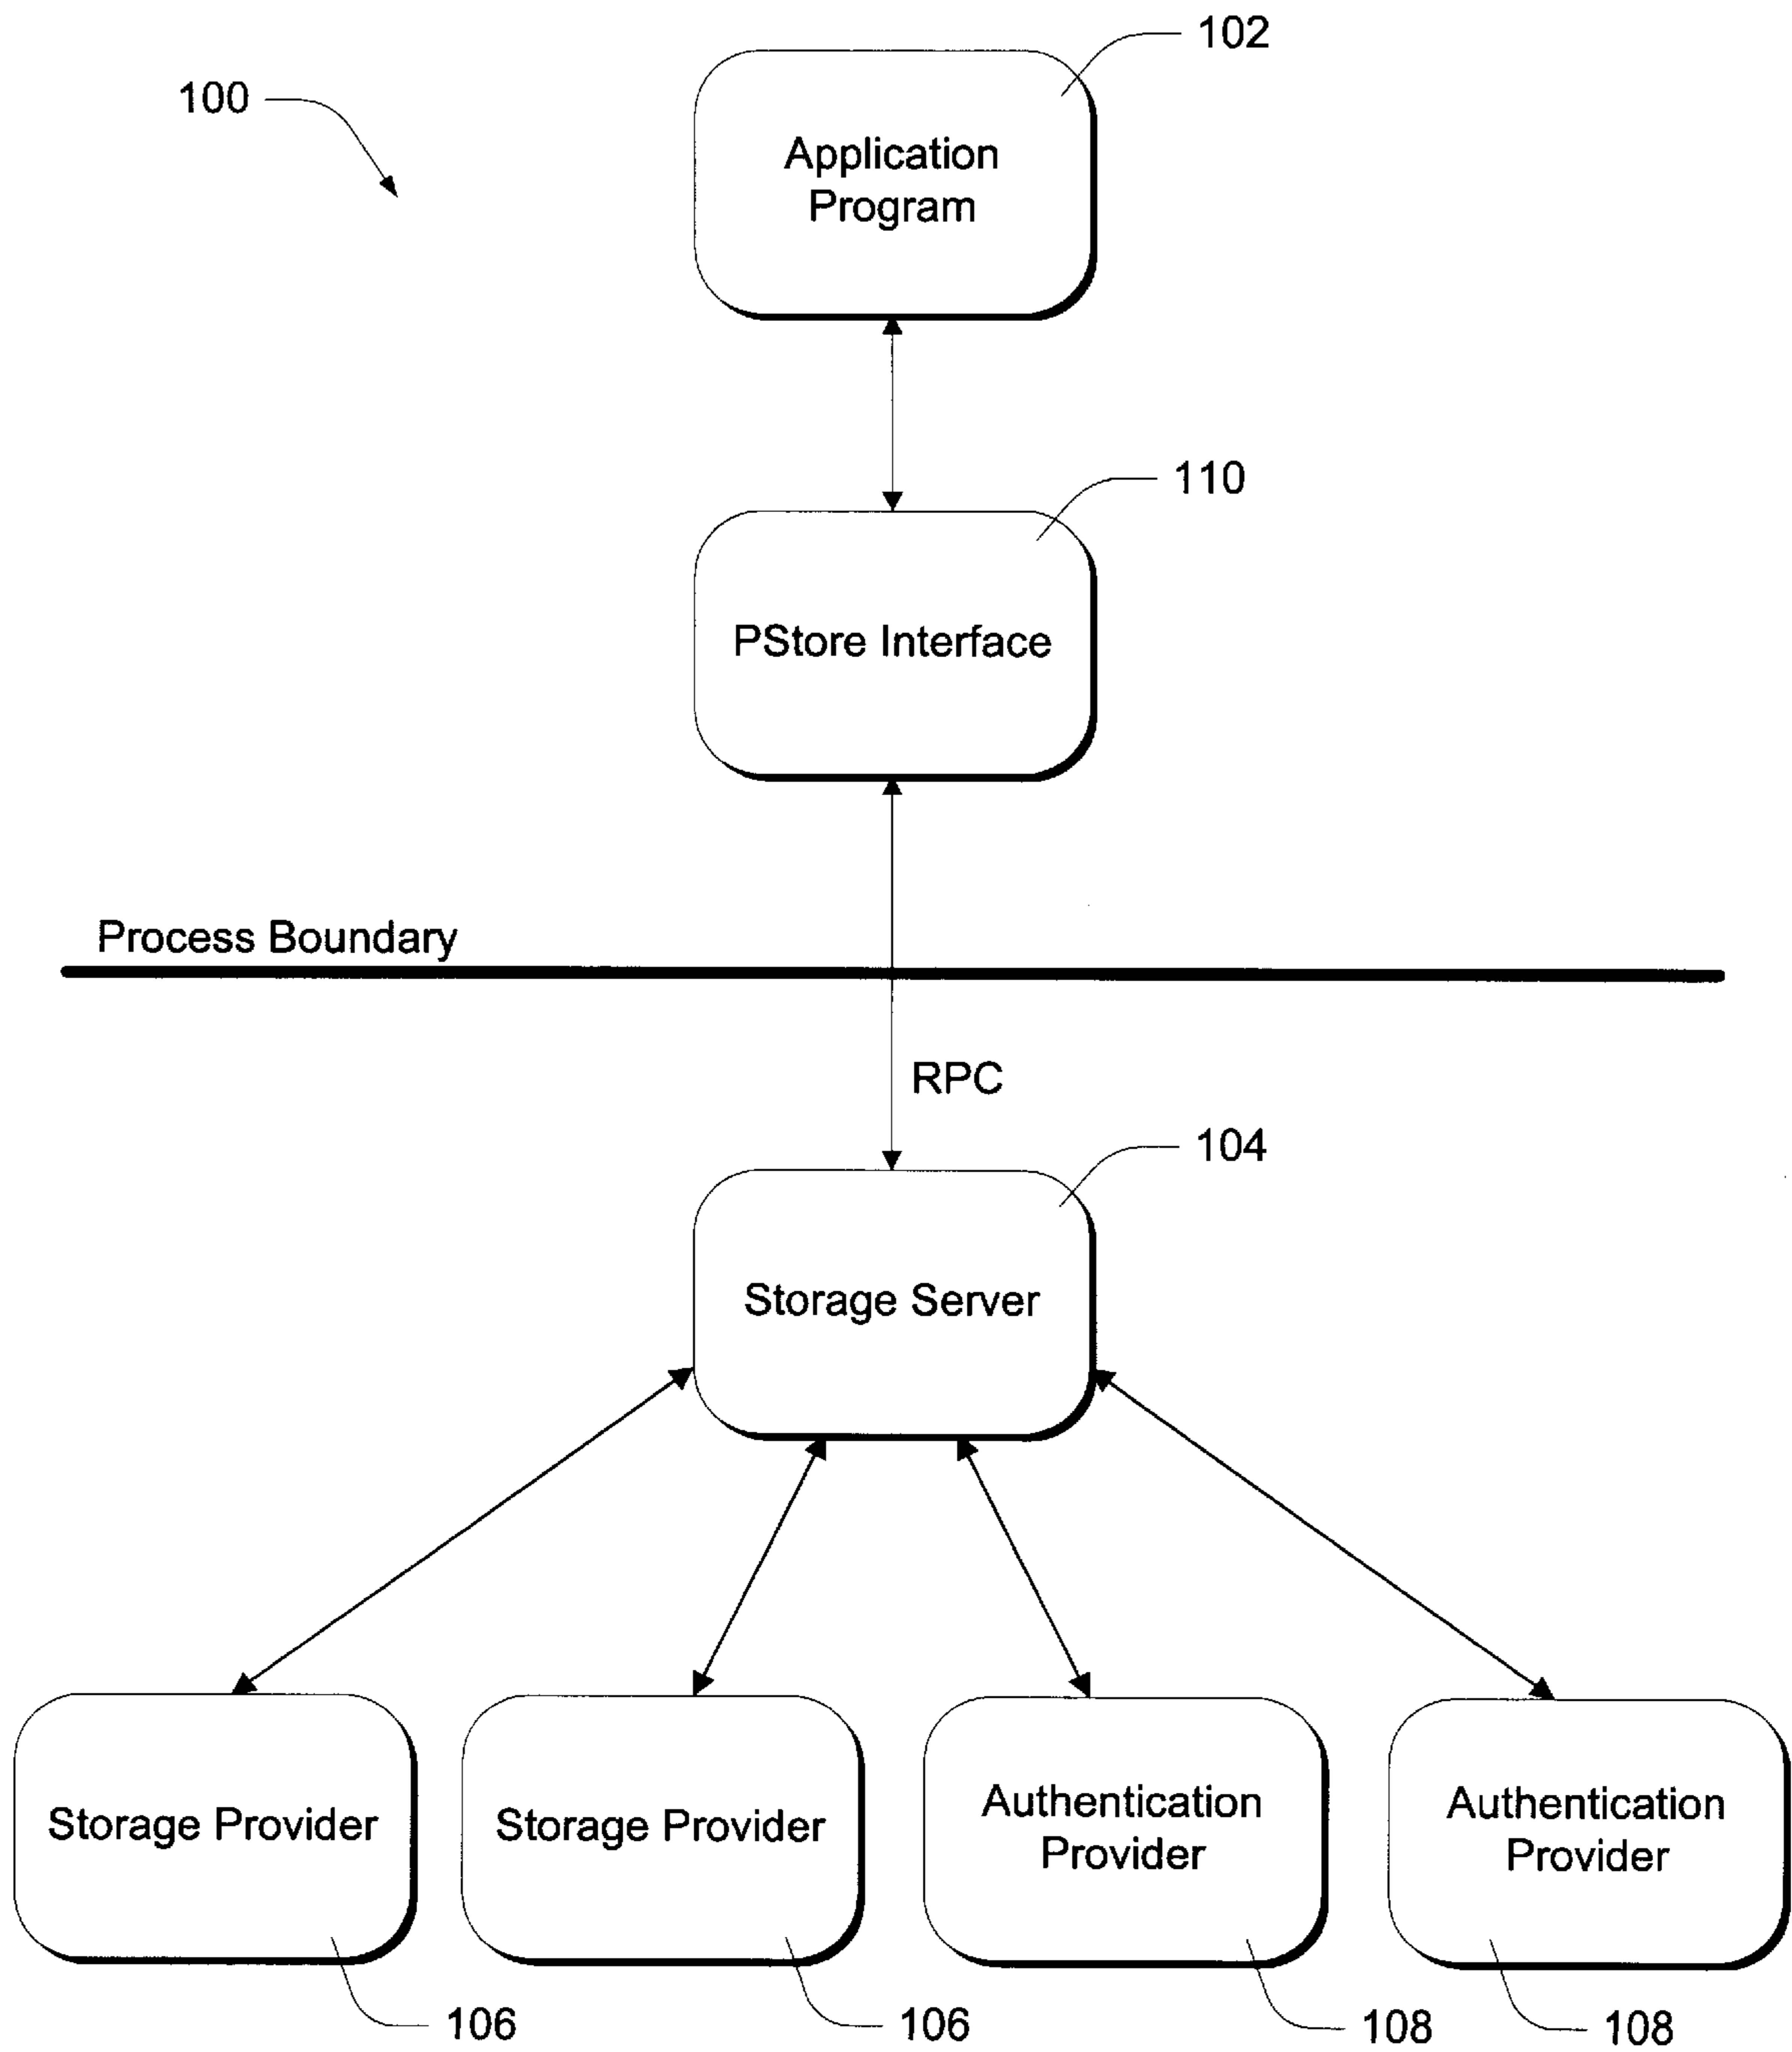 102
100
Application
Program
110
PStore Interface
Process Boundary
RPC
104
Storage Server
Storage Provider
Storage Provider
Authentication
Provider
Authentication
Provider
106
106
108
108